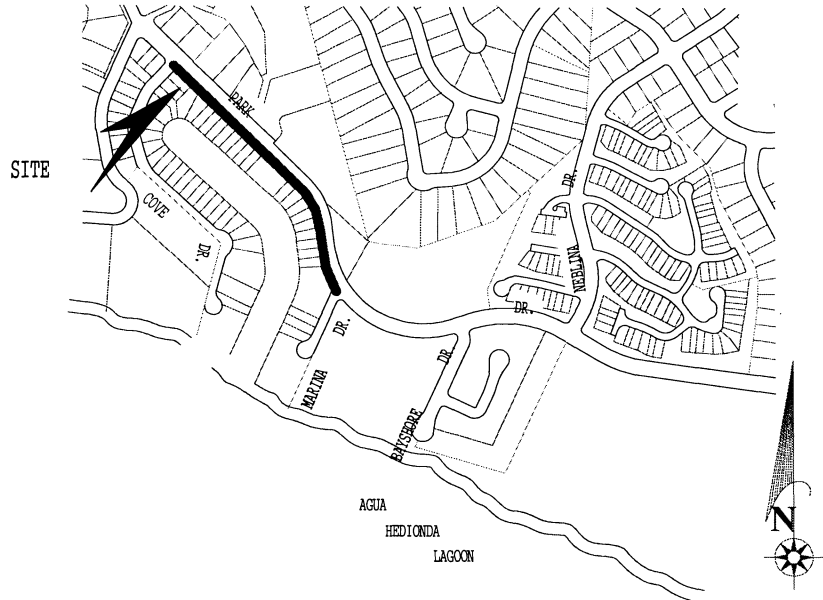 PARK
SITE
COVE
DR.
DR.
NEBLINA
DR.
DR.
MARINA
DR.
BAYSHORE
AGUA
HEDIONDA
LAGOON
N